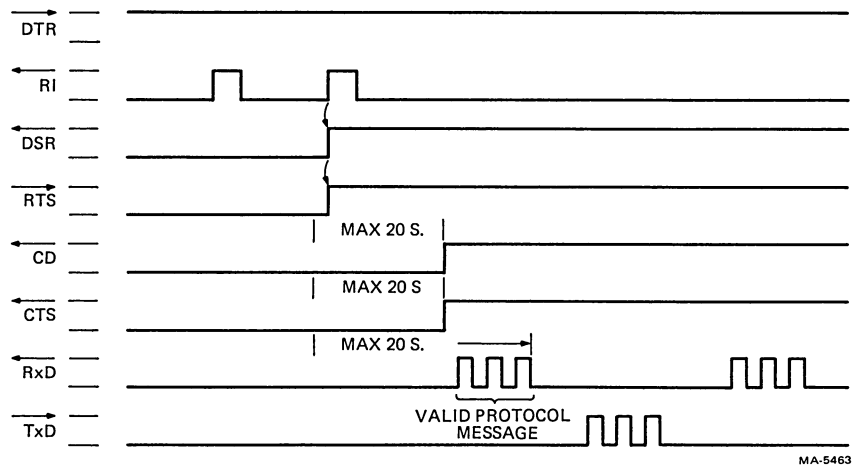 DTR
RI
DSR
RTS
MAX 20 S.
CD
MAX 20 S
CTS
MAX 20 S.
RxD
VALID PROTOCOL
MESSAGE
TxD
MA-5463